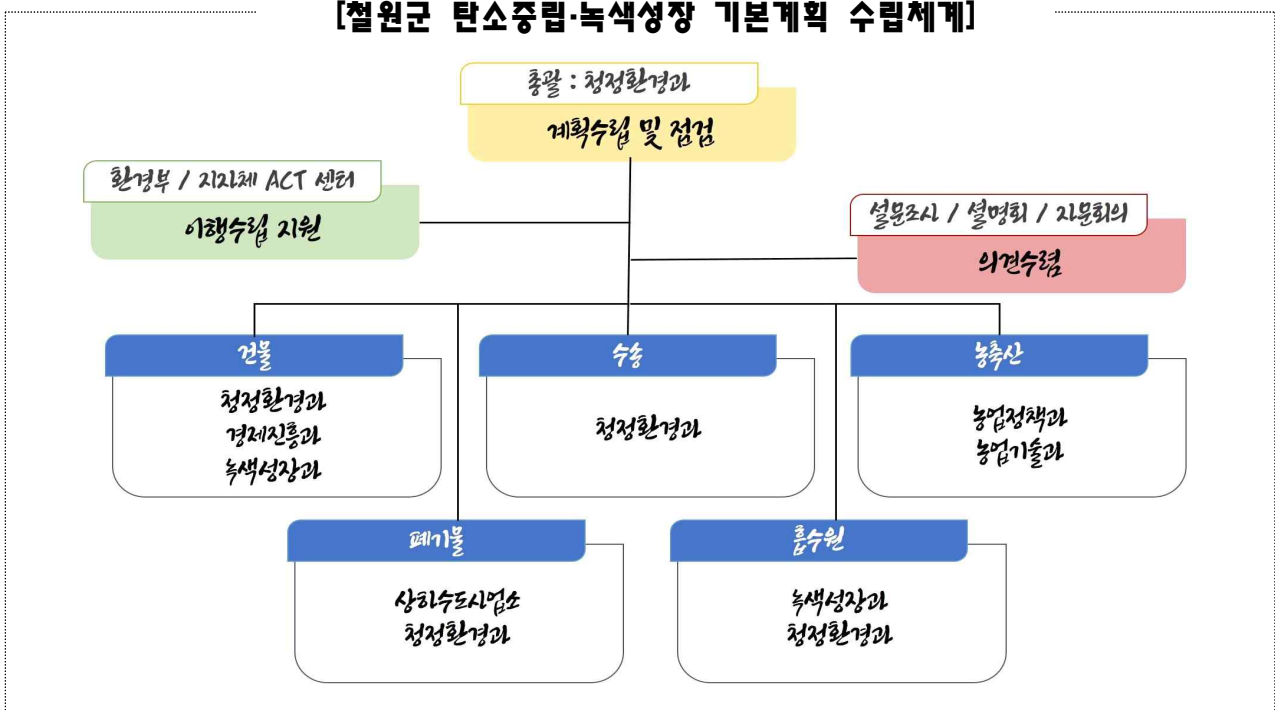 [철원군 탄소중립·녹색성장 기본계획 수립체계]
총괄 : 청정환경과
계획수립 및 점검
환경부 / 지자체 ACT 센터
이행수립 지원
설문조사 / 설명회 / 자문회의
의견수렴
건물
청정환경과
경제진흥과
녹색성장과
수송
청정환경과
농축산
농업정책과
농업기술과
폐기물
상하수도사업소
청정환경과
흡수원
녹색성장과
청정환경과